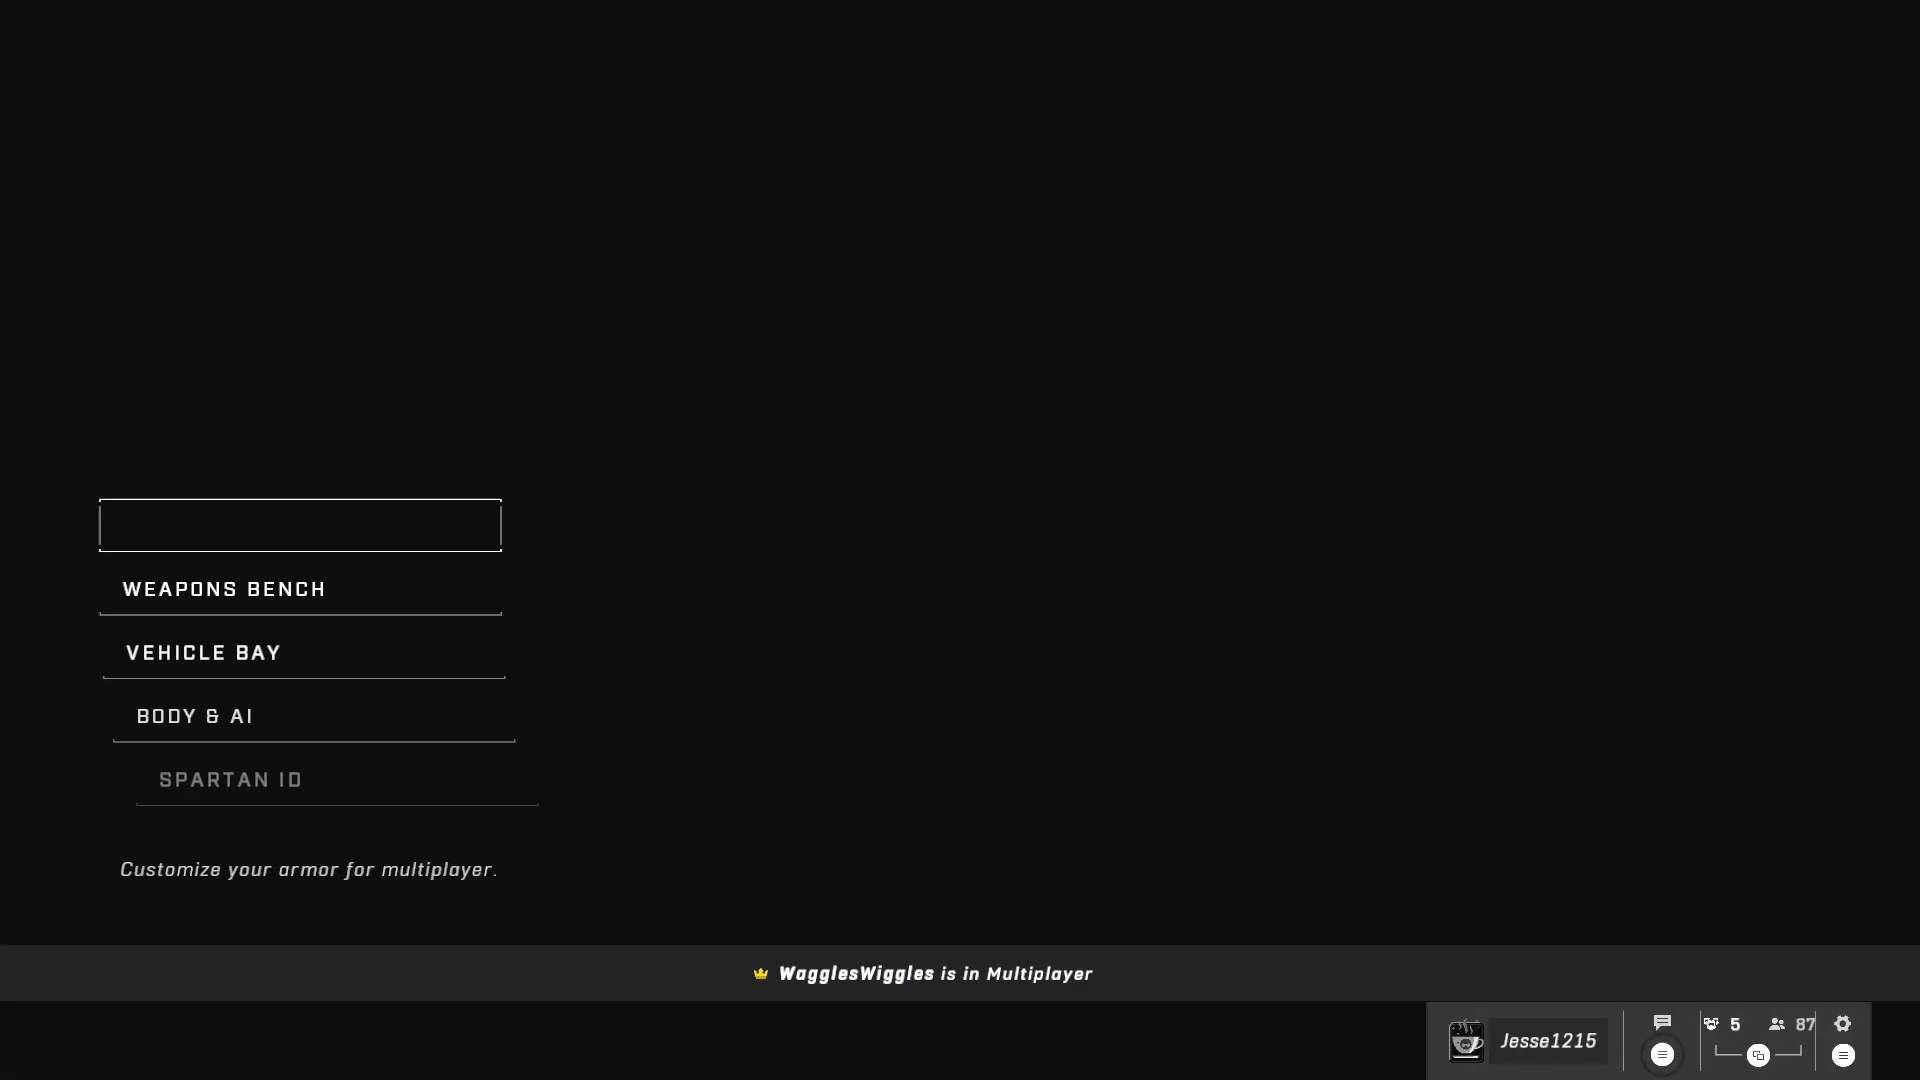 WEAPONS BENCH
VEHICLE BAY
BODY & AI
SPARTAN ID
Customize your armor for multiplayer.
WagglesWiggles is in Multiplayer
Jesse1215
5
87